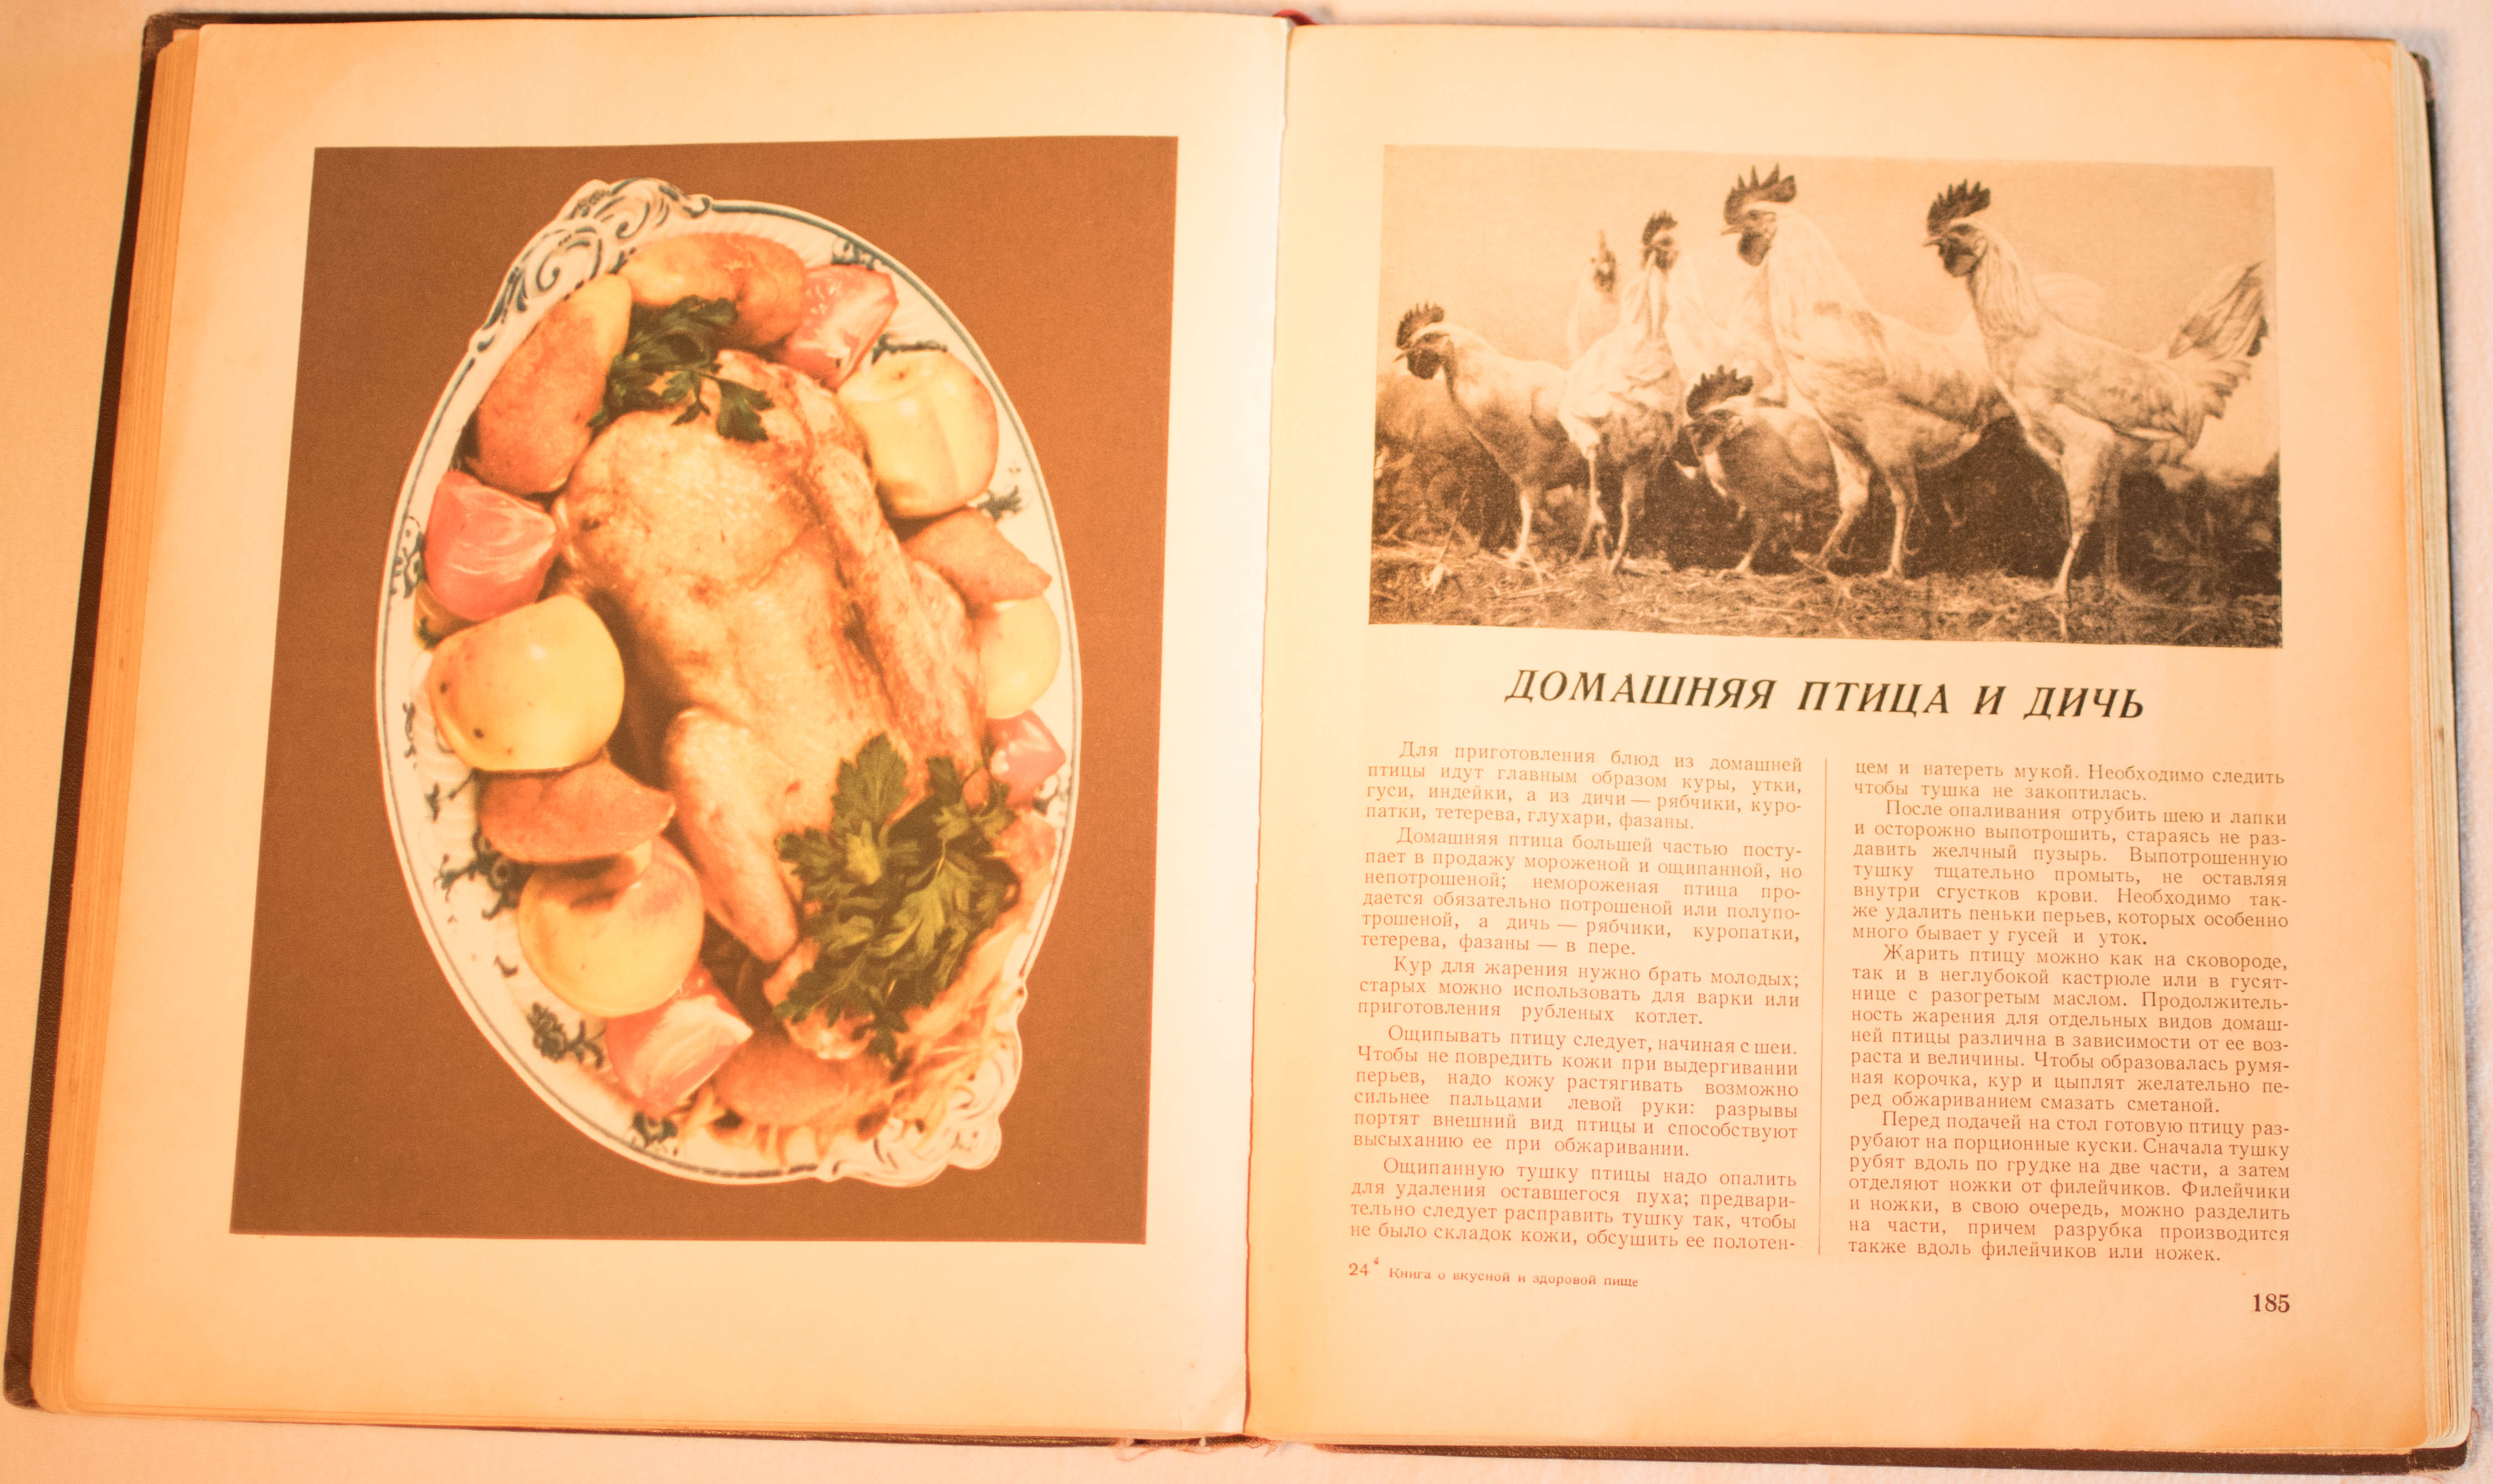 ДОМАШНЯЯ ПТИЦА И ДИЧЬ
Для приготовления блюд из домашней
птицы идут главным образом куры, утки,
гуси, индейки, а из дичи — рябчики, куро-
патки, тетерева, глухари, фазаны.
Домашняя птица большей частью посту-
пает в продажу мороженой и ощипанной, но
непотрошеной; немороженая птица про-
дается обязательно потрошеной или полупо-
трошеной, а дичь — рябчики, куропатки,
тетерева, фазаны — в пере.
Кур для жарения нужно брать молодых;
старых можно использовать для варки или
приготовления рубленых котлет.
Ощипывать птицу следует, начиная с шеи.
Чтобы не повредить кожи при выдергивании
перьев, надо кожу растягивать возможно
сильнее пальцами левой руки: разрывы
портят внешний вид птицы и способствуют
высыханию ее при обжаривании.
Ощипанную тушку птицы надо опалить
для удаления оставшегося пуха; предвари-
тельно следует расправить тушку так, чтобы
не было складок кожи, обсушить ее полотен-
цем и натереть мукой. Необходимо следить
чтобы тушка не закоптилась.
После опаливания отрубить шею и лапки
и осторожно выпотрошить, стараясь не раз-
давить желчный пузырь. Выпотрошенную
тушку тщательно промыть, не оставляя
внутри сгустков крови. Необходимо так-
же удалить пеньки перьев, которых особенно
много бывает у гусей и уток.
Жарить птицу можно как на сковороде,
так и в неглубокой кастрюле или в гусят-
нице с разогретым маслом. Продолжитель-
ность жарения для отдельных видов домаш-
ней птицы различна в зависимости от ее воз-
раста и величины. Чтобы образовалась румя-
ная корочка, кур и цыплят желательно пе-
ред обжариванием смазать сметаной.
Перед подачей на стол готовую птицу раз-
рубают на порционные куски. Сначала тушку
рубят вдоль по грудке на две части, а затем
отделяют ножки от филейчиков. Филейчики
и ножки, в свою очередь, можно разделить
на части, причем разрубка производится
также вдоль филейчиков или ножек.
24 Книга о вкусной и здоровой пище
185